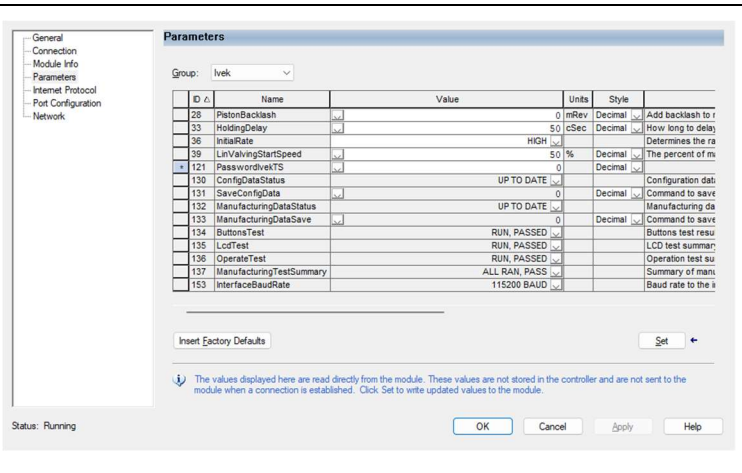 General
Connection
Module Info
Parameters
Internet Protocol
Port Configuration
Network
Parameters
Group: Ivek
ID Name Value Units Style
28 PistonBacklash 0 mRev Decimal Add backlash to r
33 HoldingDelay 50 cSec Decimal How long to delay
36 InitialRate HIGH Determines the ra
39 LinValvingStartSpeed 50 % Decimal The percent of ma
* 121 PasswordIvekTS 0 Decimal
130 ConfigDataStatus UP TO DATE Configuration data
131 SaveConfigData 0 Decimal Command to save
132 ManufacturingDataStatus UP TO DATE Manufacturing da
133 ManufacturingDataSave 0 Decimal Command to save
134 ButtonsTest RUN, PASSED Buttons test resu
135 LcdTest RUN, PASSED LCD test summar
136 OperateTest RUN, PASSED Operation test su
137 ManufacturingTestSummary ALL RAN, PASS Summary of manu
153 InterfaceBaudRate 115200 BAUD Baud rate to the i
Insert Factory Defaults Set
The values displayed here are read directly from the module. These values are not stored in the controller and are not sent to the
module when a connection is established. Click Set to write updated values to the module.
Status: Running OK Cancel Apply Help